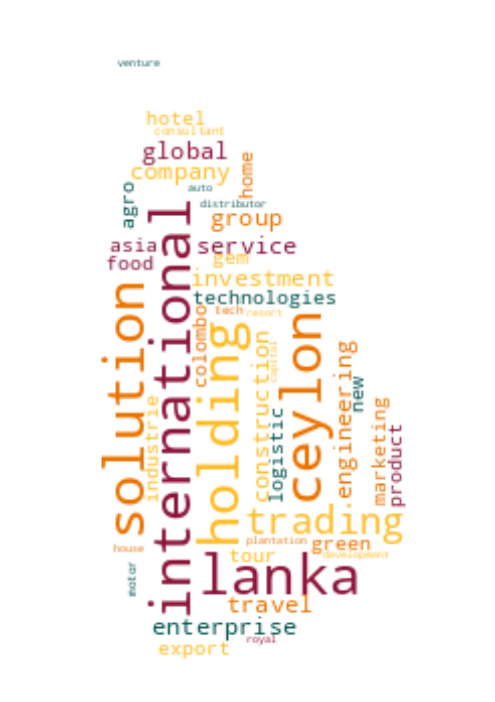 venture
hotel
consultant
global
company
home
auto
agro
distributor
group
asia
service
food
gem
investment
technologies
international
solution
tech
resort
colombo
holding
ceylon
capital
construction
engineering
new
industrie
logistic
marketing
product
trading
plantation
green
house
tour
development
lanka
motor
travel
enterprise
royal
export